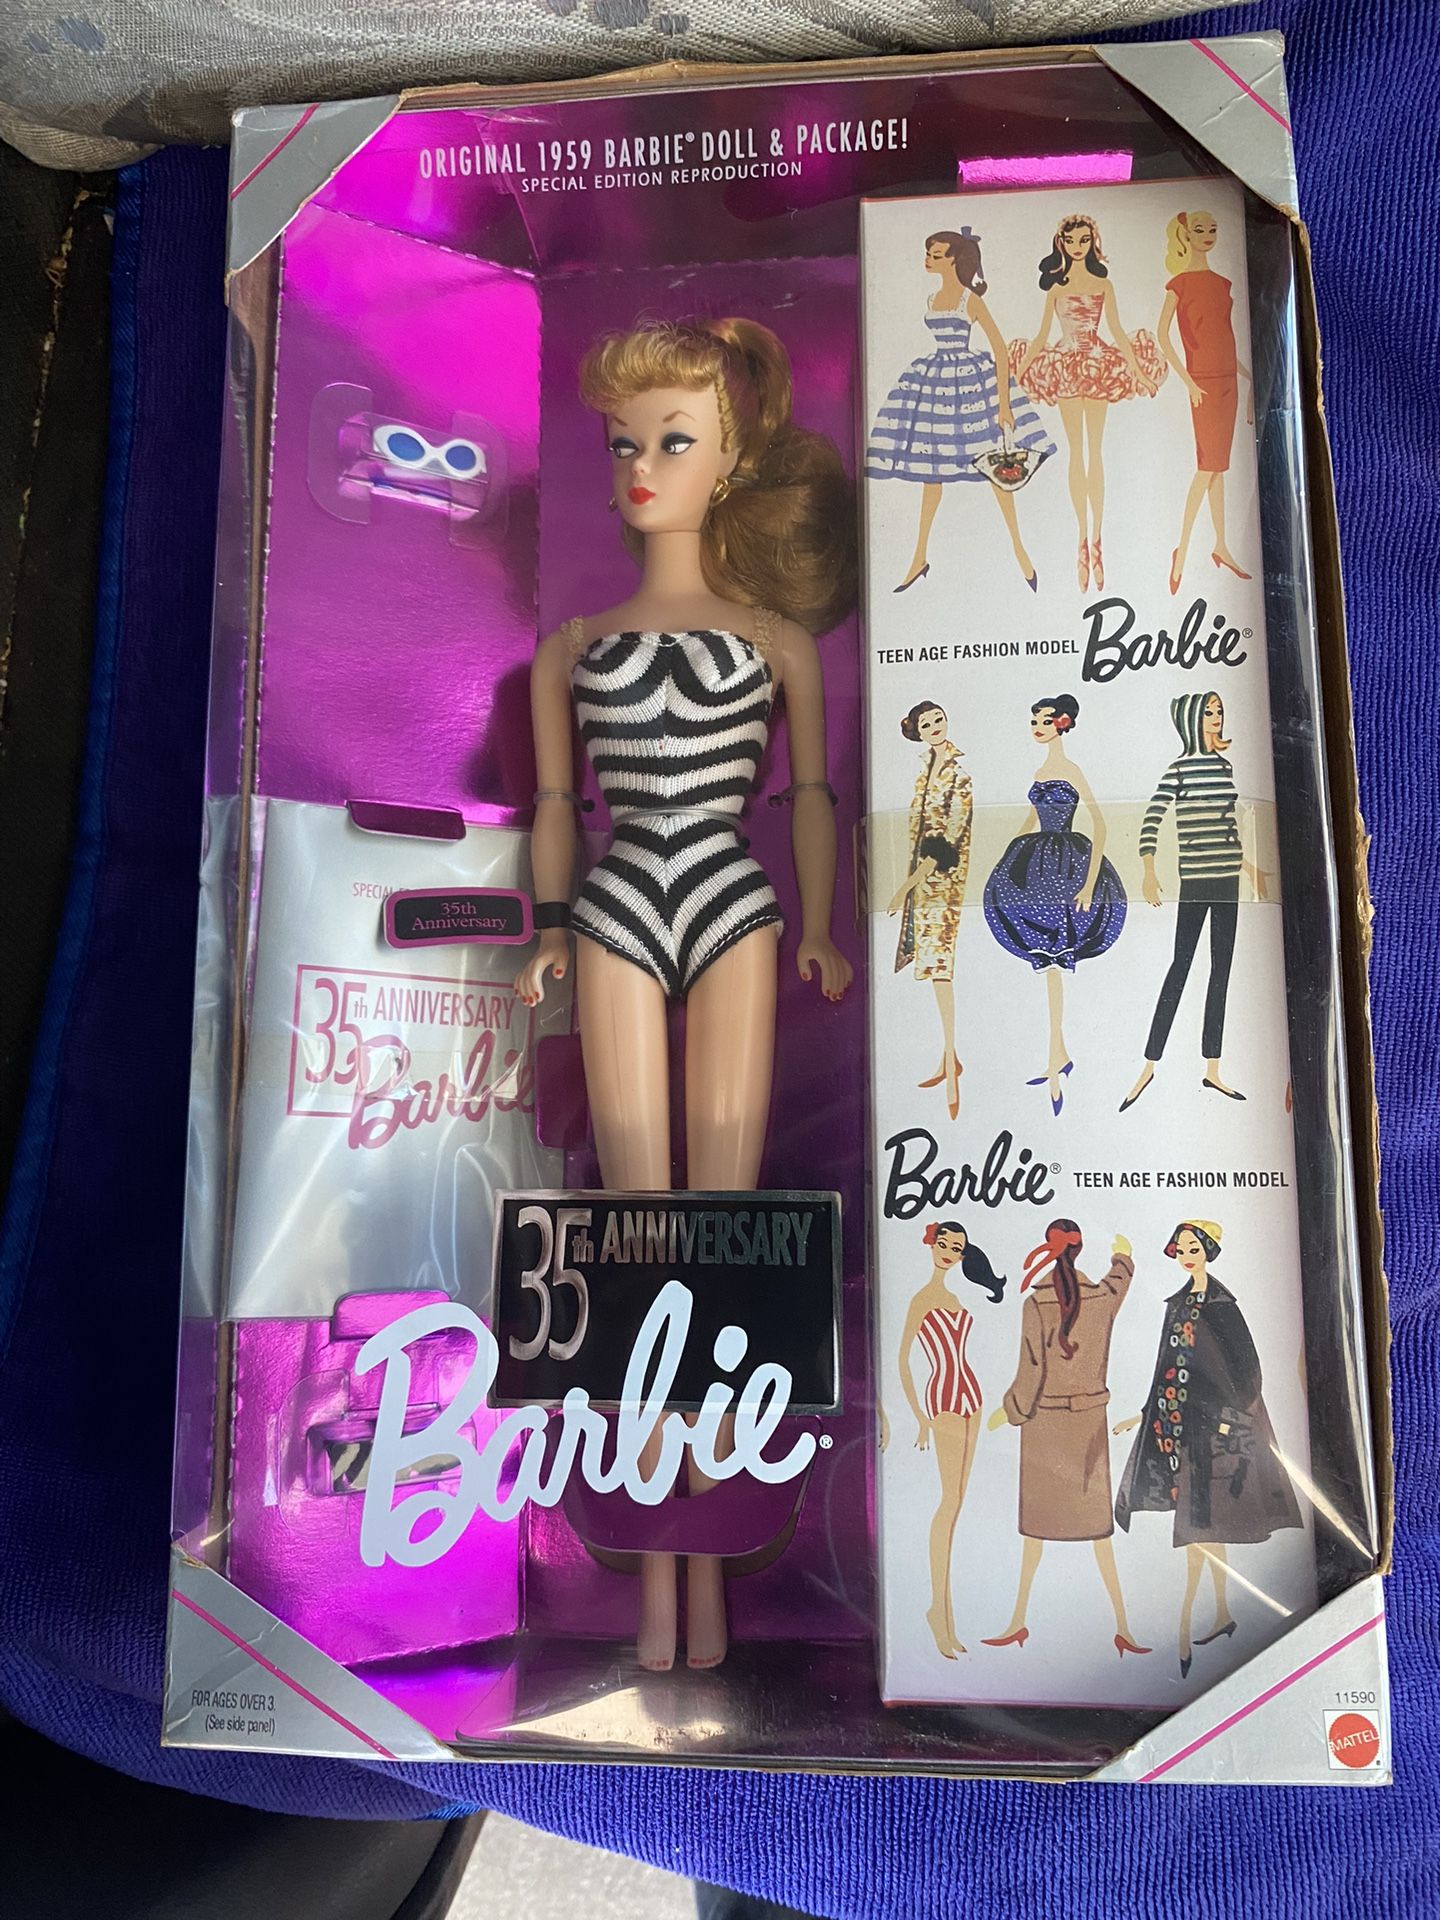 ORIGINAL 1959 BARBIE® DOLL & PACKAGE!
SPECIAL EDITION REPRODUCTION
TEEN AGE FASHION MODEL Barbie®
35th
Anniversary
SPECIAL
35th ANNIVERSARY
Barbie
Barbie® TEEN AGE FASHION MODEL
35th ANNIVERSARY
Barbie®
FOR AGES OVER 3.
(See side panel)
11590
MATTEL